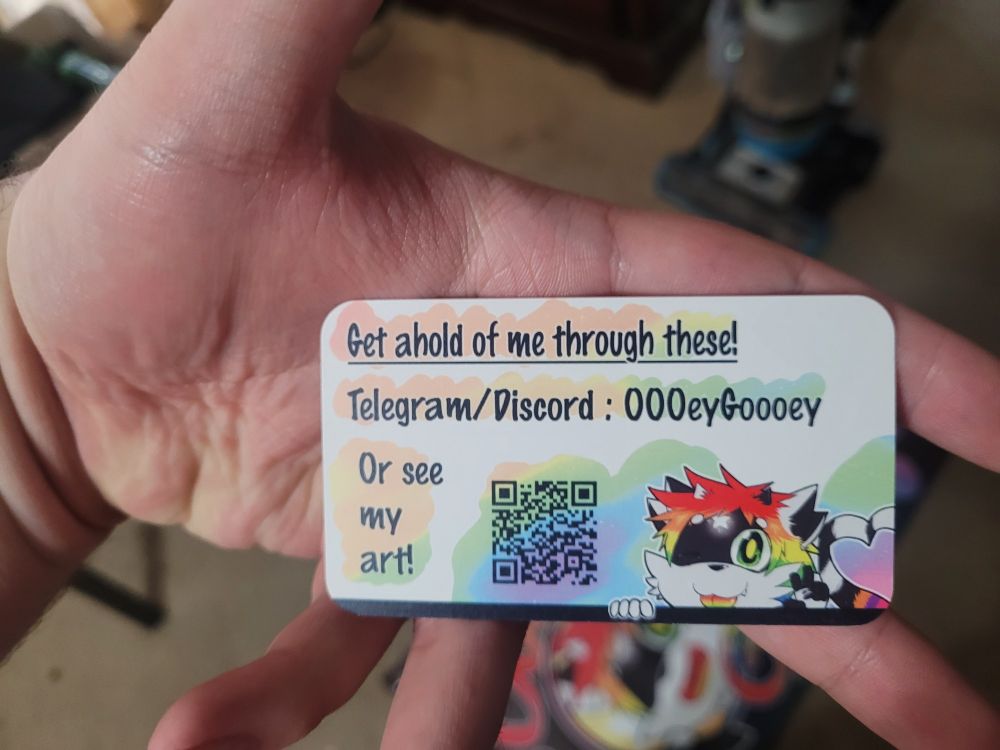 Get ahold of me through these!
Telegram/Discord : OOOeyGoooey
Or see
my
art!